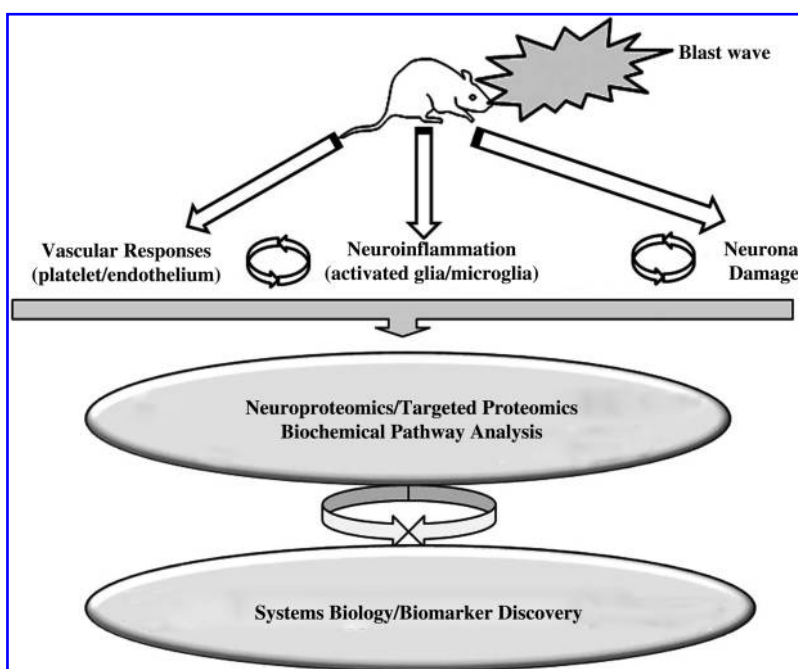 Blast wave
Vascular Responses
(platelet/endothelium)
Neuroinflammation
(activated glia/microglia)
Neurona
Damage
Neuroproteomics/Targeted Proteomics
Biochemical Pathway Analysis
Systems Biology/Biomarker Discovery